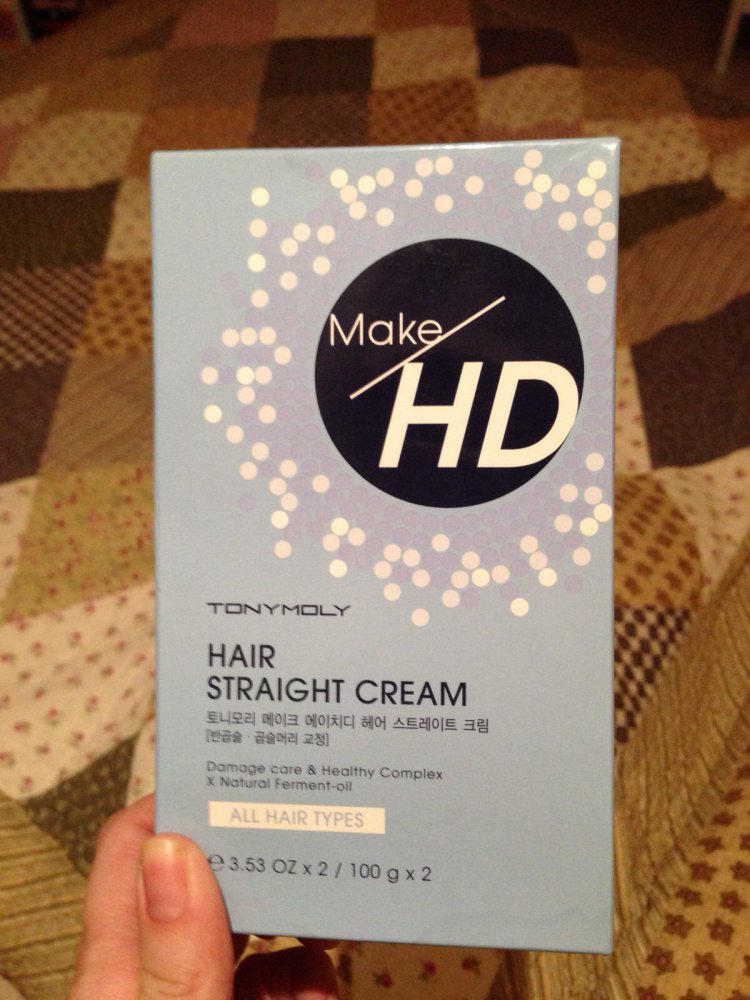 Make
HD
TONYMOLY
HAIR
STRAIGHT CREAM
토니모리 메이크 에이치디 헤어 스트레이트 크림
[반곱슬 · 곱슬머리 교정]
Damage care & Healthy Complex
X Natural Ferment-oil
ALL HAIR TYPES
℮ 3.53 OZ x 2 / 100 g x 2